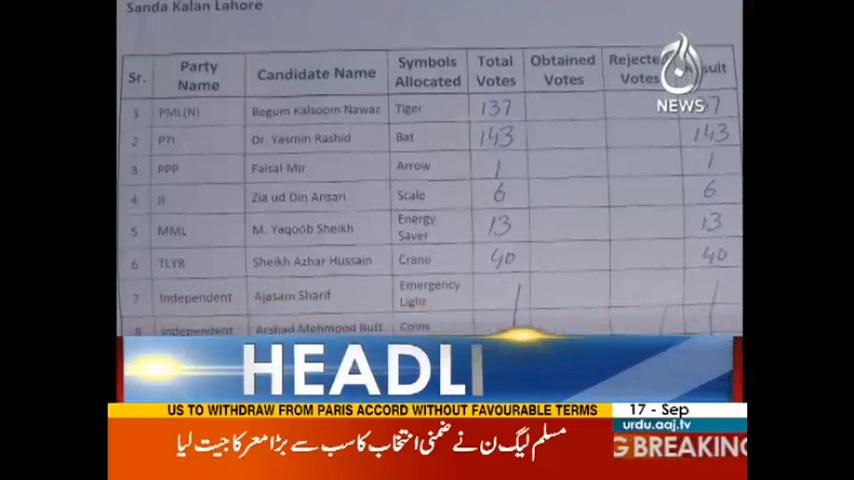 Sanda Kalan Lahore
Sr. Party Name Candidate Name Symbols Allocated Total Votes Obtained Votes Rejected Votes
1 PML(N) Begum Kalsoom Nawaz Tiger 137 7
2 PTI Dr. Yasmin Rashid Bat 143 143
3 PPP Faisal Mir Arrow 1 1
4 JI Zia ud Din Ansari Scale 6 6
5 MML M. Yaqoob Sheikh Energy Saver 13 13
6 TLYR Sheikh Azhar Hussain Crane 40 40
7 Independent Ajasam Sharif Emergency Light
8 Independent Arshad Mehmood Butt Coins
NEWS
HEADL
US TO WITHDRAW FROM PARIS ACCORD WITHOUT FAVOURABLE TERMS
17 - Sep
urdu.aaj.tv
مسلم لیگ ن نے ضمنی انتخاب کا سب سے بڑا معرکا جیت لیا
G BREAKING